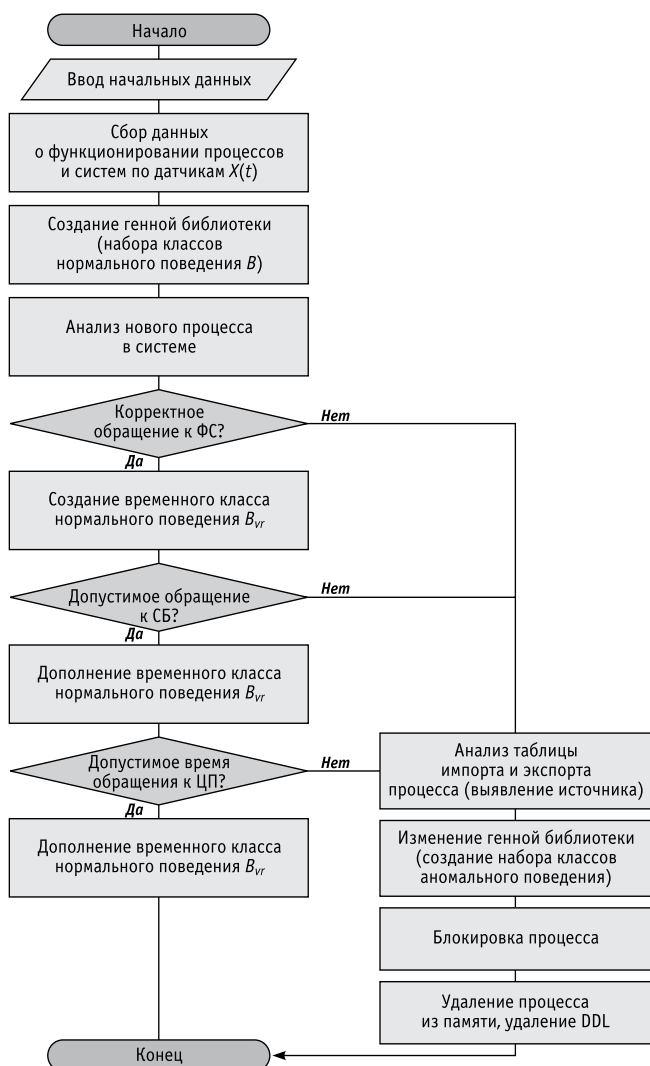 Начало
Ввод начальных данных
Сбор данных
о функционировании процессов
и систем по датчикам X(t)
Создание генной библиотеки
(набора классов
нормального поведения B)
Анализ нового процесса
в системе
Корректное
обращение к ФС?
Нет
Да
Создание временного класса
нормального поведения Bvr
Допустимое обращение
к СБ?
Нет
Да
Дополнение временного класса
нормального поведения Bvr
Допустимое время
обращения к ЦП?
Нет
Да
Дополнение временного класса
нормального поведения Bvr
Анализ таблицы
импорта и экспорта
процесса (выявление источника)
Изменение генной библиотеки
(создание набора классов
аномального поведения)
Блокировка процесса
Удаление процесса
из памяти, удаление DDL
Конец